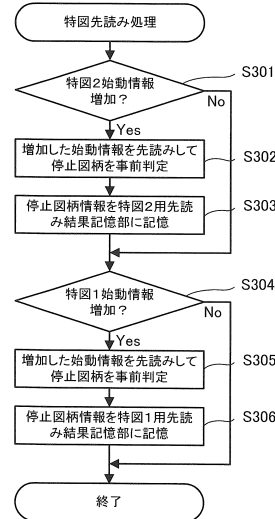 特図先読み処理
特図2始動情報
増加?
S301
No
Yes
増加した始動情報を先読みして
停止図柄を事前判定
S302
停止図柄情報を特図2用先読
み結果記憶部に記憶
S303
特図1始動情報
増加?
S304
No
Yes
増加した始動情報を先読みして
停止図柄を事前判定
S305
停止図柄情報を特図1用先読
み結果記憶部に記憶
S306
終了